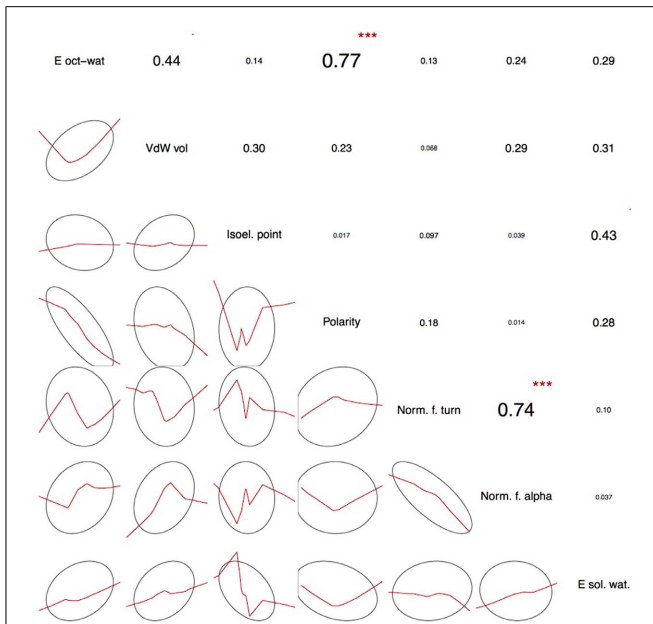 ***
E oct-wat 0.44 0.14 0.77 0.13 0.24 0.29
VdW vol 0.30 0.23 0.068 0.29 0.31
Isoel. point 0.017 0.097 0.039 0.43
Polarity 0.18 0.014 0.28
***
Norm. f. turn 0.74 0.10
Norm. f. alpha 0.037
E sol. wat.